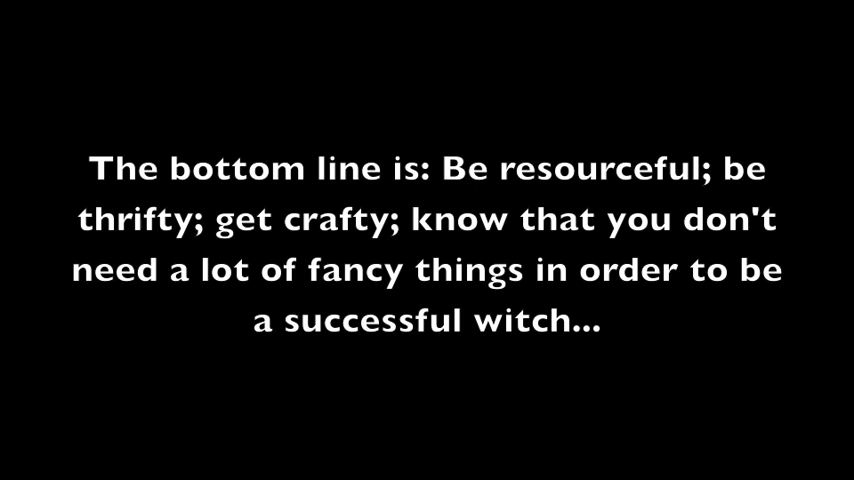 The bottom line is: Be resourceful; be
thrifty; get crafty; know that you don't
need a lot of fancy things in order to be
a successful witch...